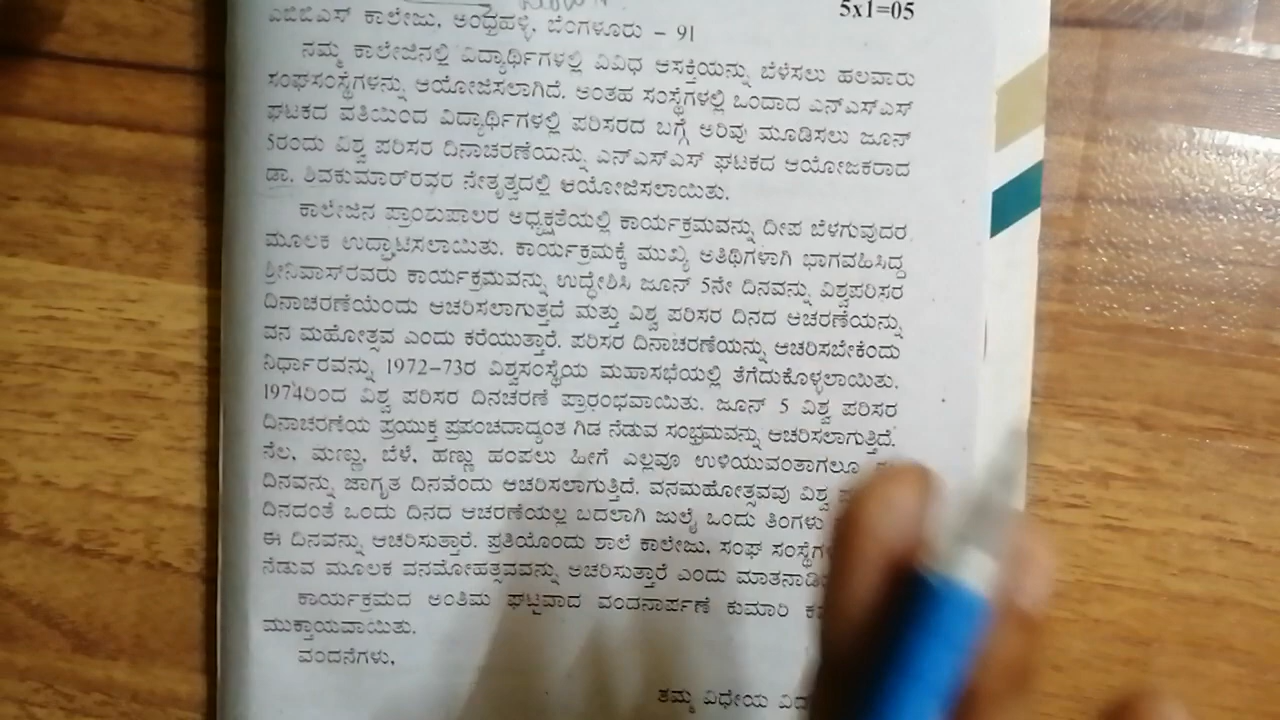 5x1=05
ಎಬಿಬಿಎಸ್ ಕಾಲೇಜು, ಅಂಧ್ರಹಳ್ಳಿ, ಬೆಂಗಳೂರು – 91
ನಮ್ಮ ಕಾಲೇಜಿನಲ್ಲಿ ವಿದ್ಯಾರ್ಥಿಗಳಲ್ಲಿ ವಿವಿಧ ಆಸಕ್ತಿಯನ್ನು ಬೆಳೆಸಲು ಹಲವಾರು
ಸಂಘಸಂಸ್ಥೆಗಳನ್ನು ಆಯೋಜಿಸಲಾಗಿದೆ. ಅಂತಹ ಸಂಸ್ಥೆಗಳಲ್ಲಿ ಒಂದಾದ ಎನ್‌ಎಸ್‌ಎಸ್
ಘಟಕದ ವತಿಯಿಂದ ವಿದ್ಯಾರ್ಥಿಗಳಲ್ಲಿ ಪರಿಸರದ ಬಗ್ಗೆ ಅರಿವು ಮೂಡಿಸಲು ಜೂನ್
5ರಂದು ವಿಶ್ವ ಪರಿಸರ ದಿನಾಚರಣೆಯನ್ನು ಎನ್‌ಎಸ್‌ಎಸ್ ಘಟಕದ ಆಯೋಜಕರಾದ
ಡಾ. ಶಿವಕುಮಾರ್‌ರವರ ನೇತೃತ್ವದಲ್ಲಿ ಆಯೋಜಿಸಲಾಯಿತು.
ಕಾಲೇಜಿನ ಪ್ರಾಂಶುಪಾಲರ ಅಧ್ಯಕ್ಷತೆಯಲ್ಲಿ ಕಾರ್ಯಕ್ರಮವನ್ನು ದೀಪ ಬೆಳಗುವುದರ
ಮೂಲಕ ಉದ್ಘಾಟಿಸಲಾಯಿತು. ಕಾರ್ಯಕ್ರಮಕ್ಕೆ ಮುಖ್ಯ ಅತಿಥಿಗಳಾಗಿ ಭಾಗವಹಿಸಿದ್ದ
ಶ್ರೀನಿವಾಸ್‌ರವರು ಕಾರ್ಯಕ್ರಮವನ್ನು ಉದ್ದೇಶಿಸಿ ಜೂನ್ 5ನೇ ದಿನವನ್ನು ವಿಶ್ವಪರಿಸರ
ದಿನಾಚರಣೆಯೆಂದು ಆಚರಿಸಲಾಗುತ್ತದೆ ಮತ್ತು ವಿಶ್ವ ಪರಿಸರ ದಿನದ ಆಚರಣೆಯನ್ನು
ವನ ಮಹೋತ್ಸವ ಎಂದು ಕರೆಯುತ್ತಾರೆ. ಪರಿಸರ ದಿನಾಚರಣೆಯನ್ನು ಆಚರಿಸಬೇಕೆಂದು
ನಿರ್ಧಾರವನ್ನು 1972–73ರ ವಿಶ್ವಸಂಸ್ಥೆಯ ಮಹಾಸಭೆಯಲ್ಲಿ ತೆಗೆದುಕೊಳ್ಳಲಾಯಿತು.
1974ರಿಂದ ವಿಶ್ವ ಪರಿಸರ ದಿನಚರಣೆ ಪ್ರಾರಂಭವಾಯಿತು. ಜೂನ್ 5 ವಿಶ್ವ ಪರಿಸರ
ದಿನಾಚರಣೆಯ ಪ್ರಯುಕ್ತ ಪ್ರಪಂಚದಾದ್ಯಂತ ಗಿಡ ನೆಡುವ ಸಂಭ್ರಮವನ್ನು ಆಚರಿಸಲಾಗುತ್ತಿದೆ.
ನೆಲ, ಮಣ್ಣು, ಬೆಳೆ, ಹಣ್ಣು ಹಂಪಲು ಹೀಗೆ ಎಲ್ಲವೂ ಉಳಿಯುವಂತಾಗಲೂ
ದಿನವನ್ನು ಜಾಗೃತ ದಿನವೆಂದು ಆಚರಿಸಲಾಗುತ್ತಿದೆ. ವನಮಹೋತ್ಸವವು ವಿಶ್ವ
ದಿನದಂತೆ ಒಂದು ದಿನದ ಆಚರಣೆಯಲ್ಲ ಬದಲಾಗಿ ಜುಲೈ ಒಂದು ತಿಂಗಳು
ಈ ದಿನವನ್ನು ಆಚರಿಸುತ್ತಾರೆ. ಪ್ರತಿಯೊಂದು ಶಾಲೆ ಕಾಲೇಜು, ಸಂಘ
ನೆಡುವ ಮೂಲಕ ವನಮೋಹತ್ಸವವನ್ನು ಆಚರಿಸುತ್ತಾರೆ ಎಂದು
ಕಾರ್ಯಕ್ರಮದ ಅಂತಿಮ ಘಟ್ಟವಾದ ವಂದನಾರ್ಪಣೆ ಕುಮಾರಿ
ಮುಕ್ತಾಯವಾಯಿತು.
ವಂದನೆಗಳು,
ತಮ್ಮ ವಿಧೇಯ